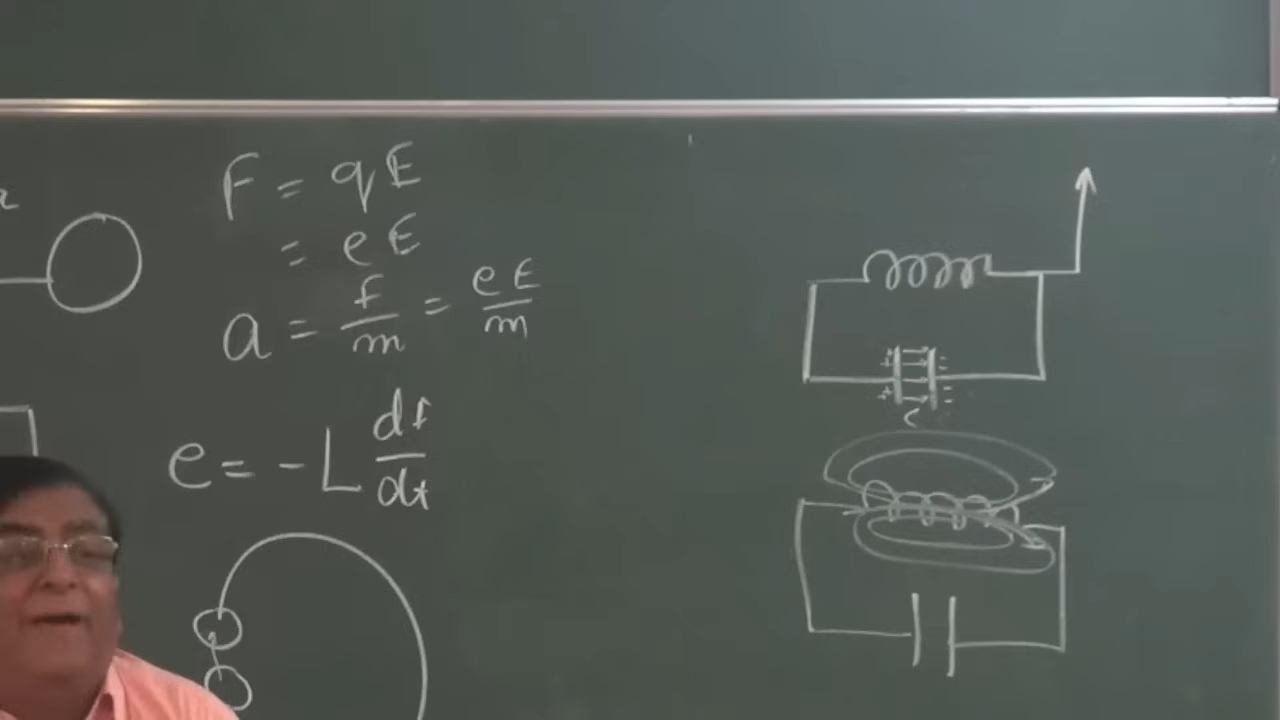 F = qE
= eE
a = f/m = eE/m
e = -L df/dt
C